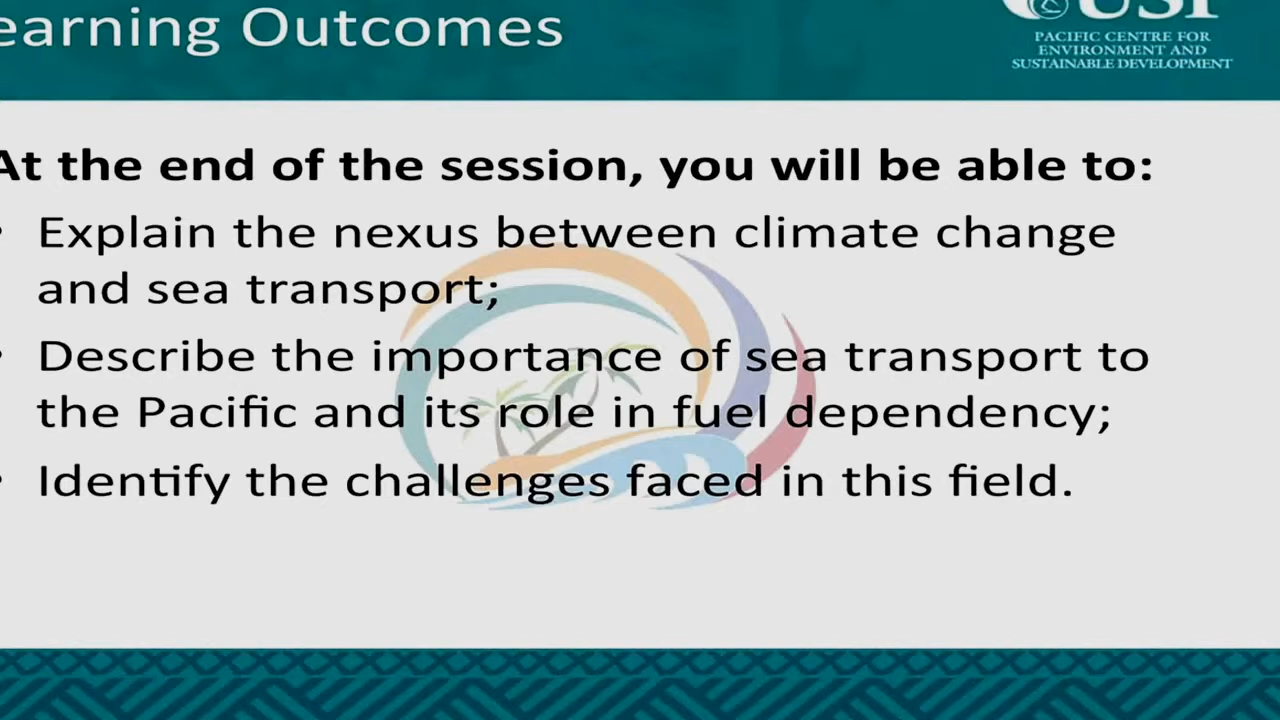 earning Outcomes
USP
PACIFIC CENTRE FOR
ENVIRONMENT AND
SUSTAINABLE DEVELOPMENT
At the end of the session, you will be able to:
• Explain the nexus between climate change
and sea transport;
• Describe the importance of sea transport to
the Pacific and its role in fuel dependency;
• Identify the challenges faced in this field.